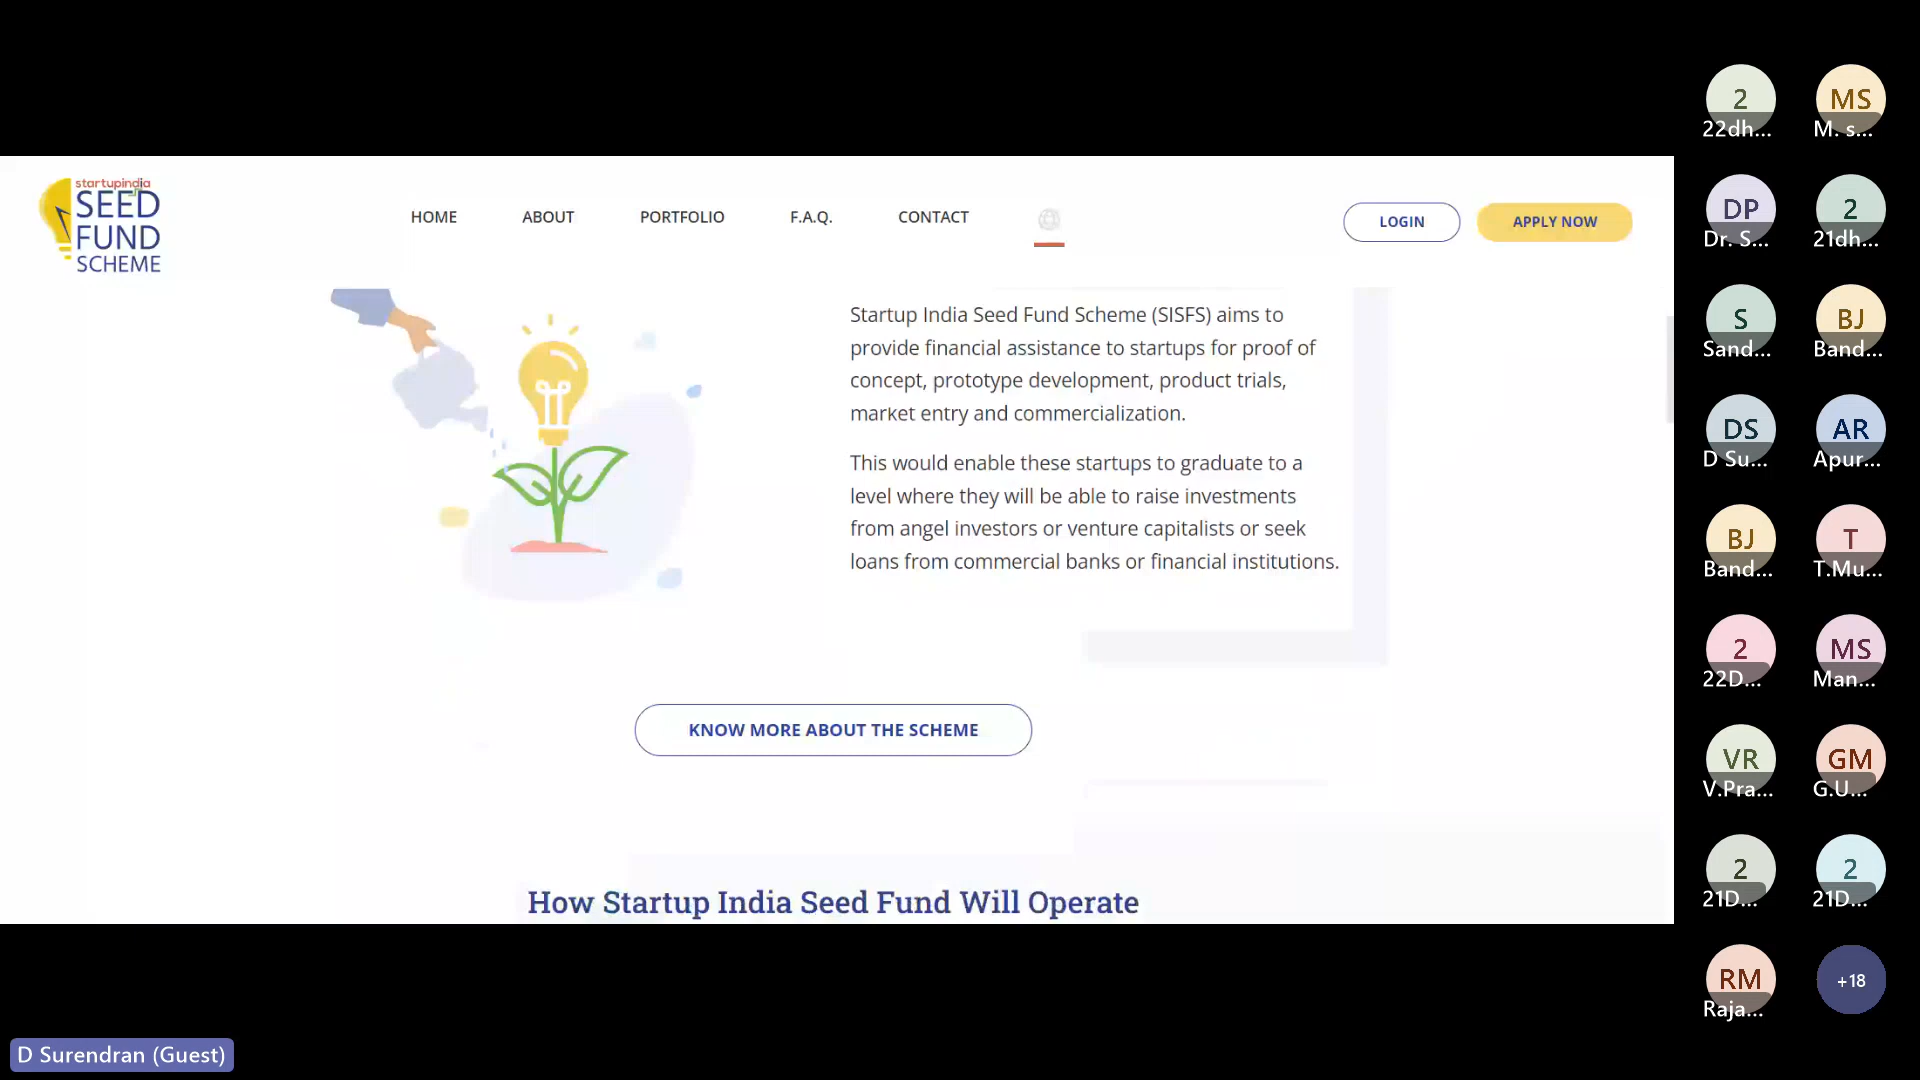 startupindia
SEED
FUND
SCHEME
HOME
ABOUT
PORTFOLIO
F.A.Q.
CONTACT
LOGIN
APPLY NOW
Startup India Seed Fund Scheme (SISFS) aims to
provide financial assistance to startups for proof of
concept, prototype development, product trials,
market entry and commercialization.
This would enable these startups to graduate to a
level where they will be able to raise investments
from angel investors or venture capitalists or seek
loans from commercial banks or financial institutions.
KNOW MORE ABOUT THE SCHEME
How Startup India Seed Fund Will Operate
D Surendran (Guest)
2
22dh...
MS
M. s...
DP
Dr. S...
2
21dh...
S
Sand...
BJ
Band...
DS
D Su...
AR
Apur...
BJ
Band...
T
T.Mu...
2
22D...
MS
Man...
VR
V.Pra...
GM
G.U...
2
21D...
2
21D...
RM
Raja...
+18